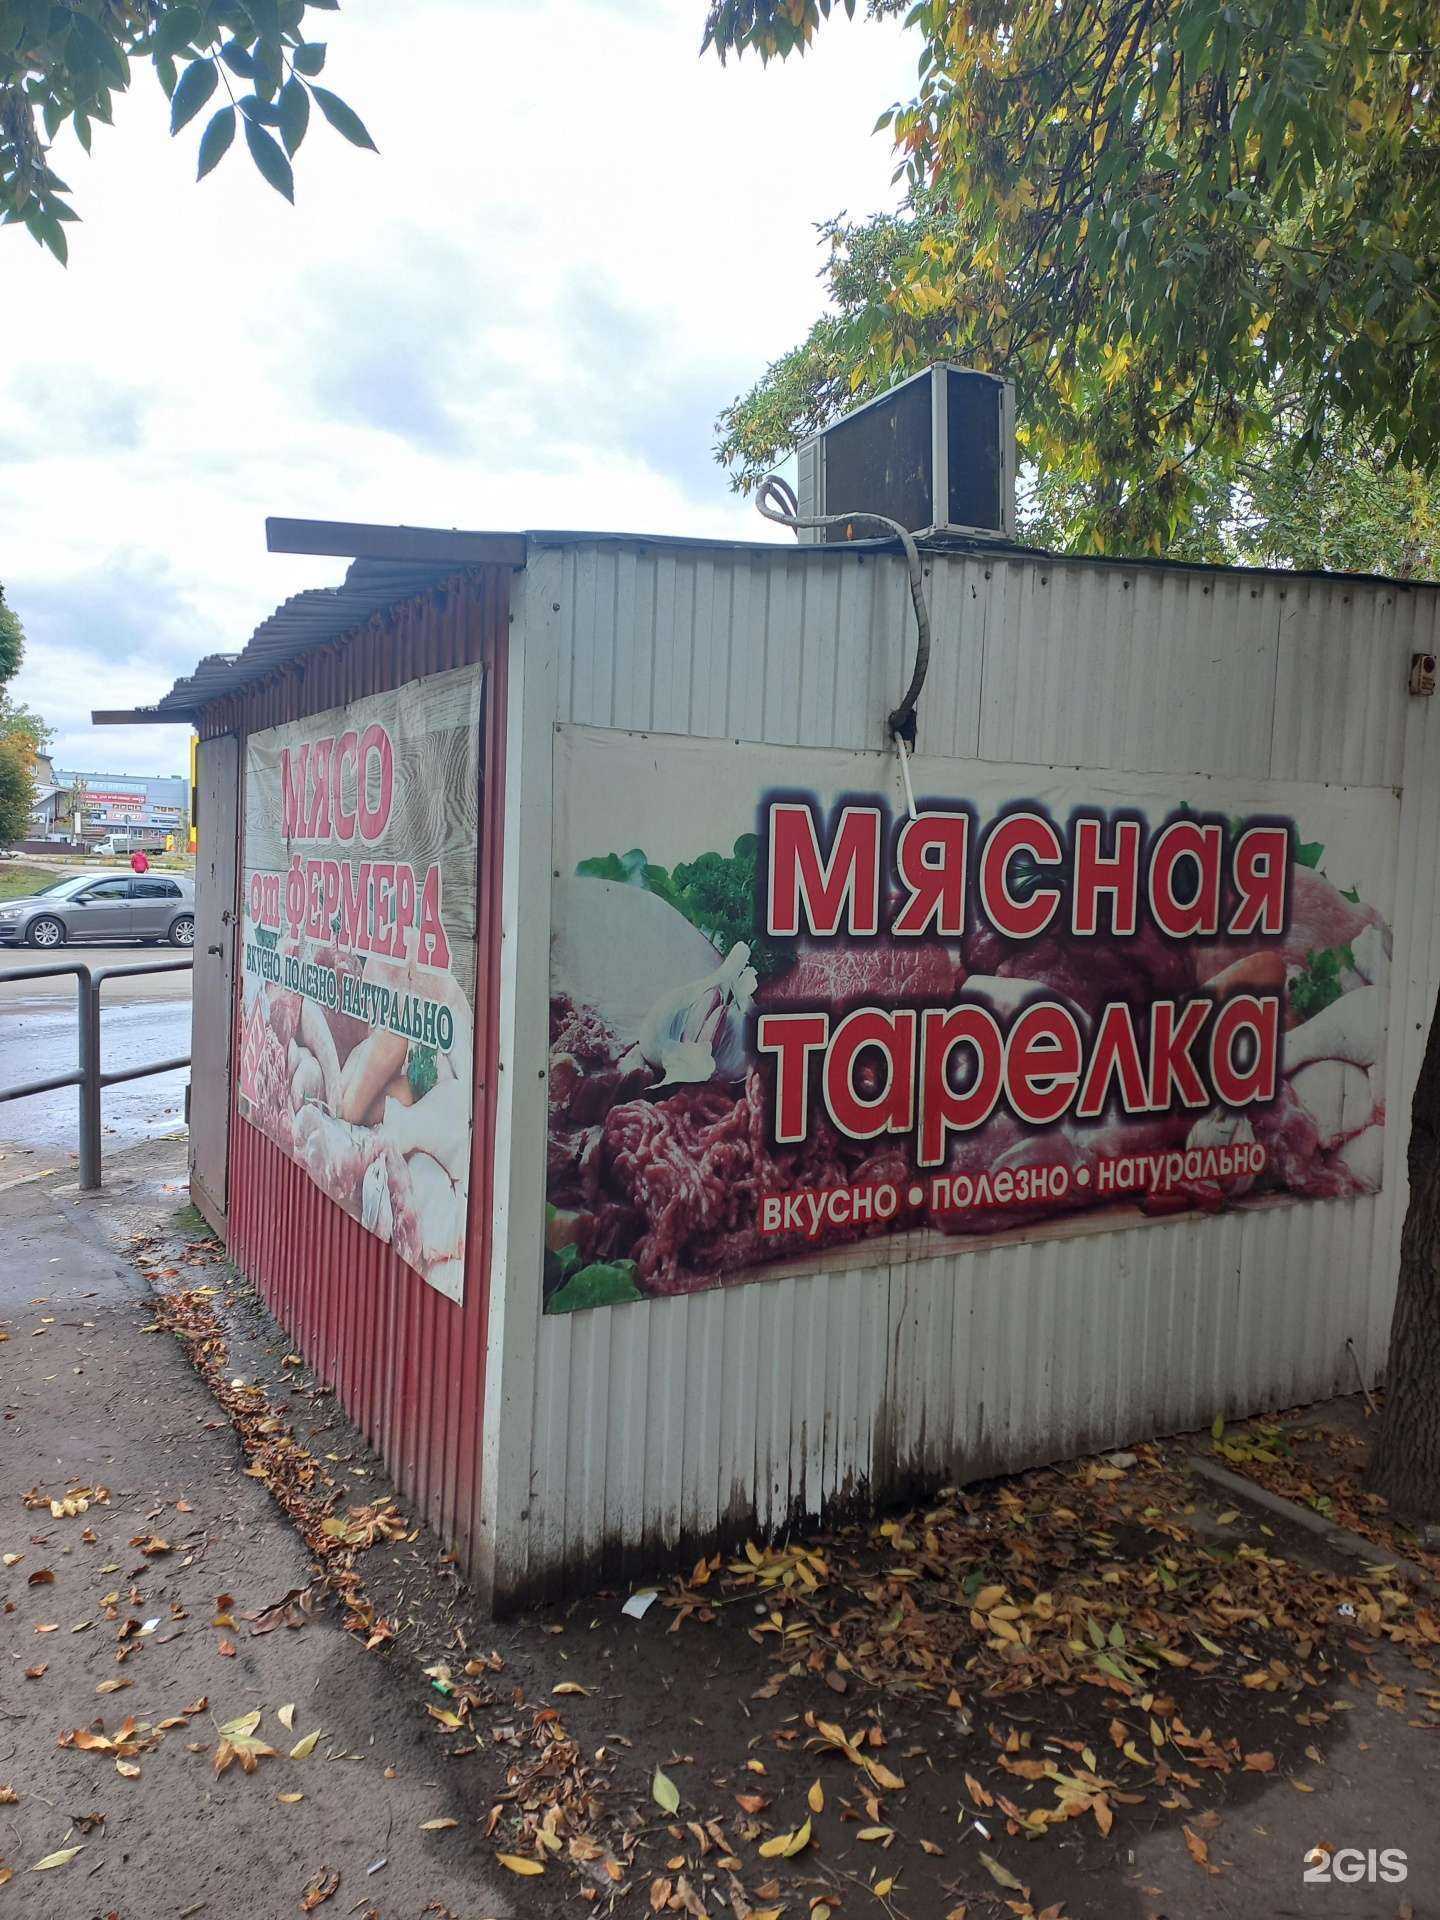 МЯСО
от ФЕРМЕРА
ВКУСНО, ПОЛЕЗНО, НАТУРАЛЬНО
мясная
тарелка
вкусно • полезно • натурально
2GIS